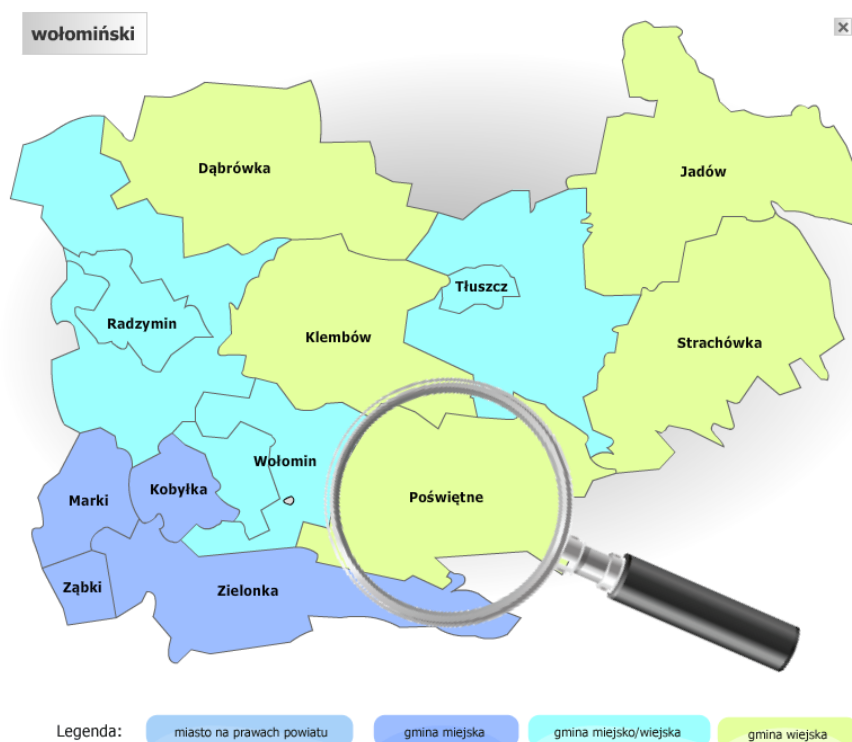 wołomiński
Dąbrówka
Jadów
Tłuszcz
Radzymin
Klembów
Strachówka
Wołomin
Kobyłka
Marki
Poświętne
Ząbki
Zielonka
Legenda:
miasto na prawach powiatu
gmina miejska
gmina miejsko/wiejska
gmina wiejska